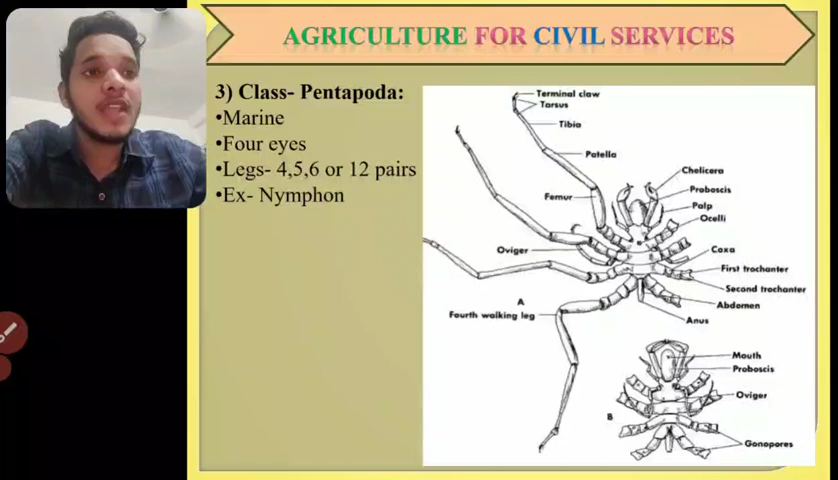 AGRICULTURE FOR CIVIL SERVICES
3) Class- Pentapoda:
•Marine
•Four eyes
•Legs- 4,5,6 or 12 pairs
•Ex- Nymphon
Terminal claw
Tarsus
Tibia
Patella
Chelicera
Proboscis
Femur
Palp
Ocelli
Oviger
Coxa
First trochanter
Second trochanter
A
Abdomen
Fourth walking leg
Anus
Mouth
Proboscis
Oviger
B
Gonopores